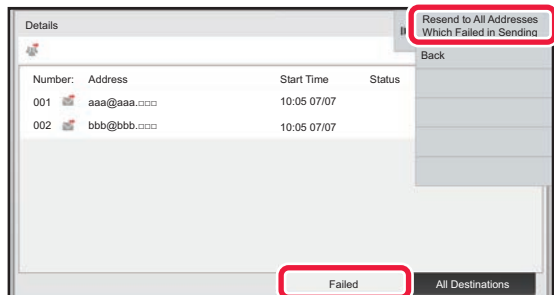 Details
Resend to All Addresses
Which Failed in Sending
Back
Number: Address Start Time Status
001 aaa@aaa.□□□ 10:05 07/07
002 bbb@bbb.□□□ 10:05 07/07
Failed All Destinations